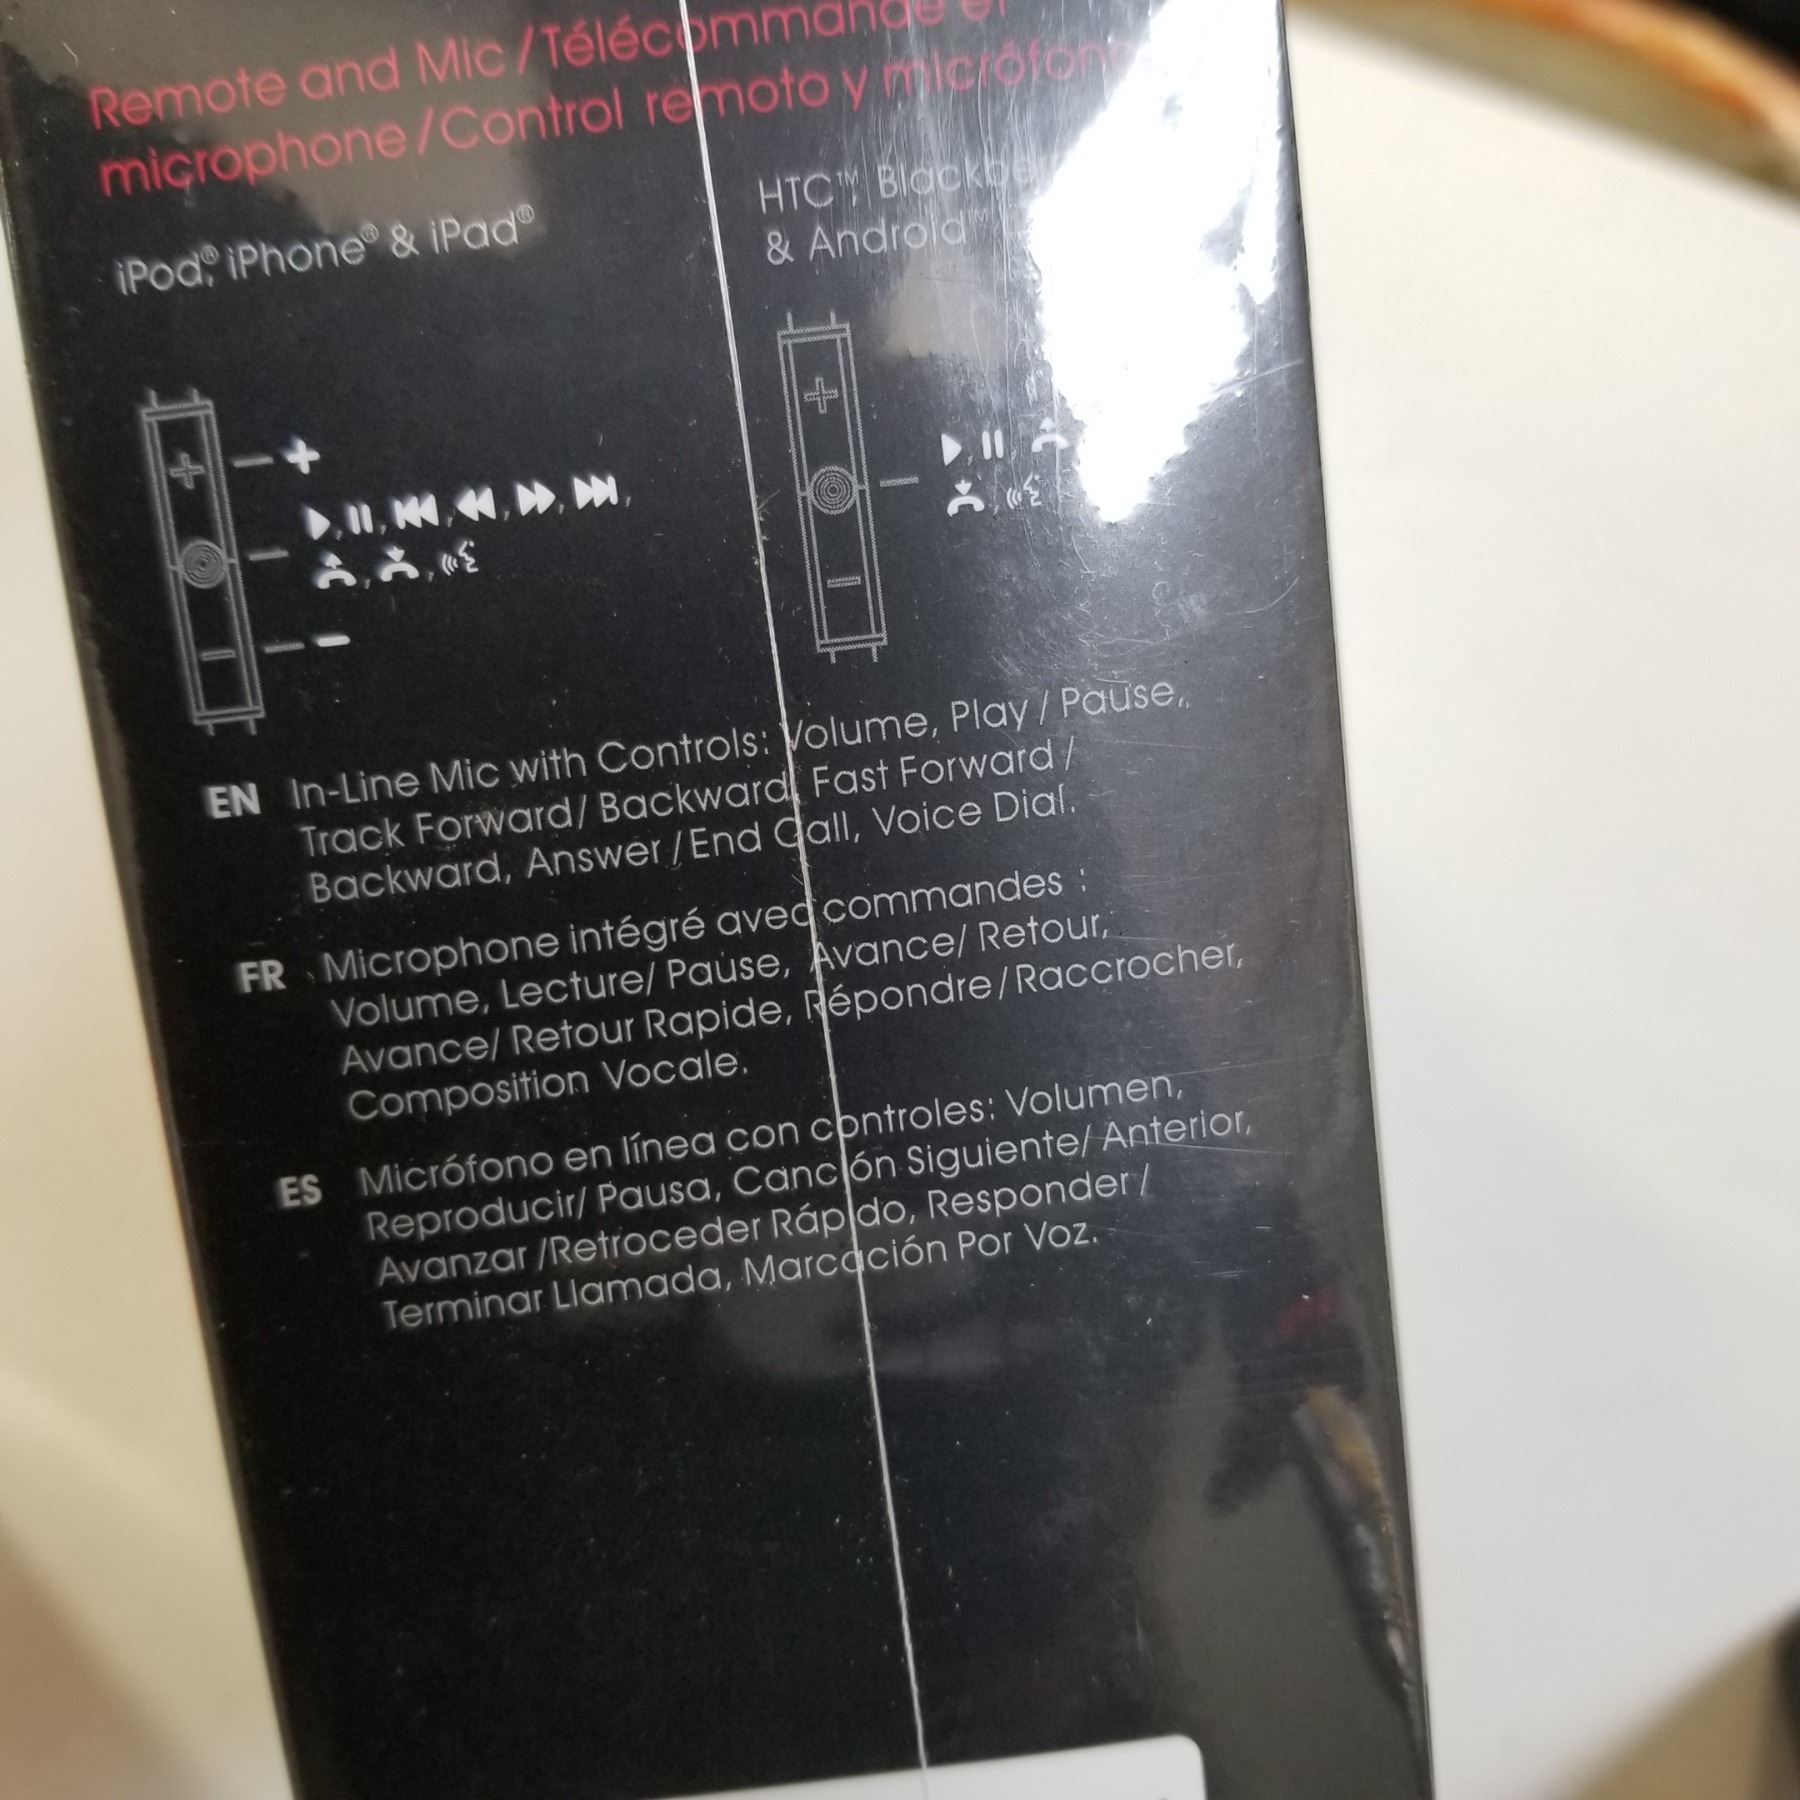 Remote and Mic / Télécommande et
microphone / Control remoto y micrófono
iPod®, iPhone® & iPad®
HTC™,
& Android™
+
-
EN In-Line Mic with Controls: Volume, Play / Pause,
Track Forward/ Backward, Fast Forward /
Backward, Answer / End Call, Voice Dial.
FR Microphone intégré avec commandes :
Volume, Lecture/ Pause, Avance/ Retour,
Avance/ Retour Rapide, Répondre / Raccrocher,
Composition Vocale.
ES Micrófono en línea con controles: Volumen,
Reproducir/ Pausa, Canción Siguiente/ Anterior,
Avanzar /Retroceder Rápido, Responder /
Terminar Llamada, Marcación Por Voz.